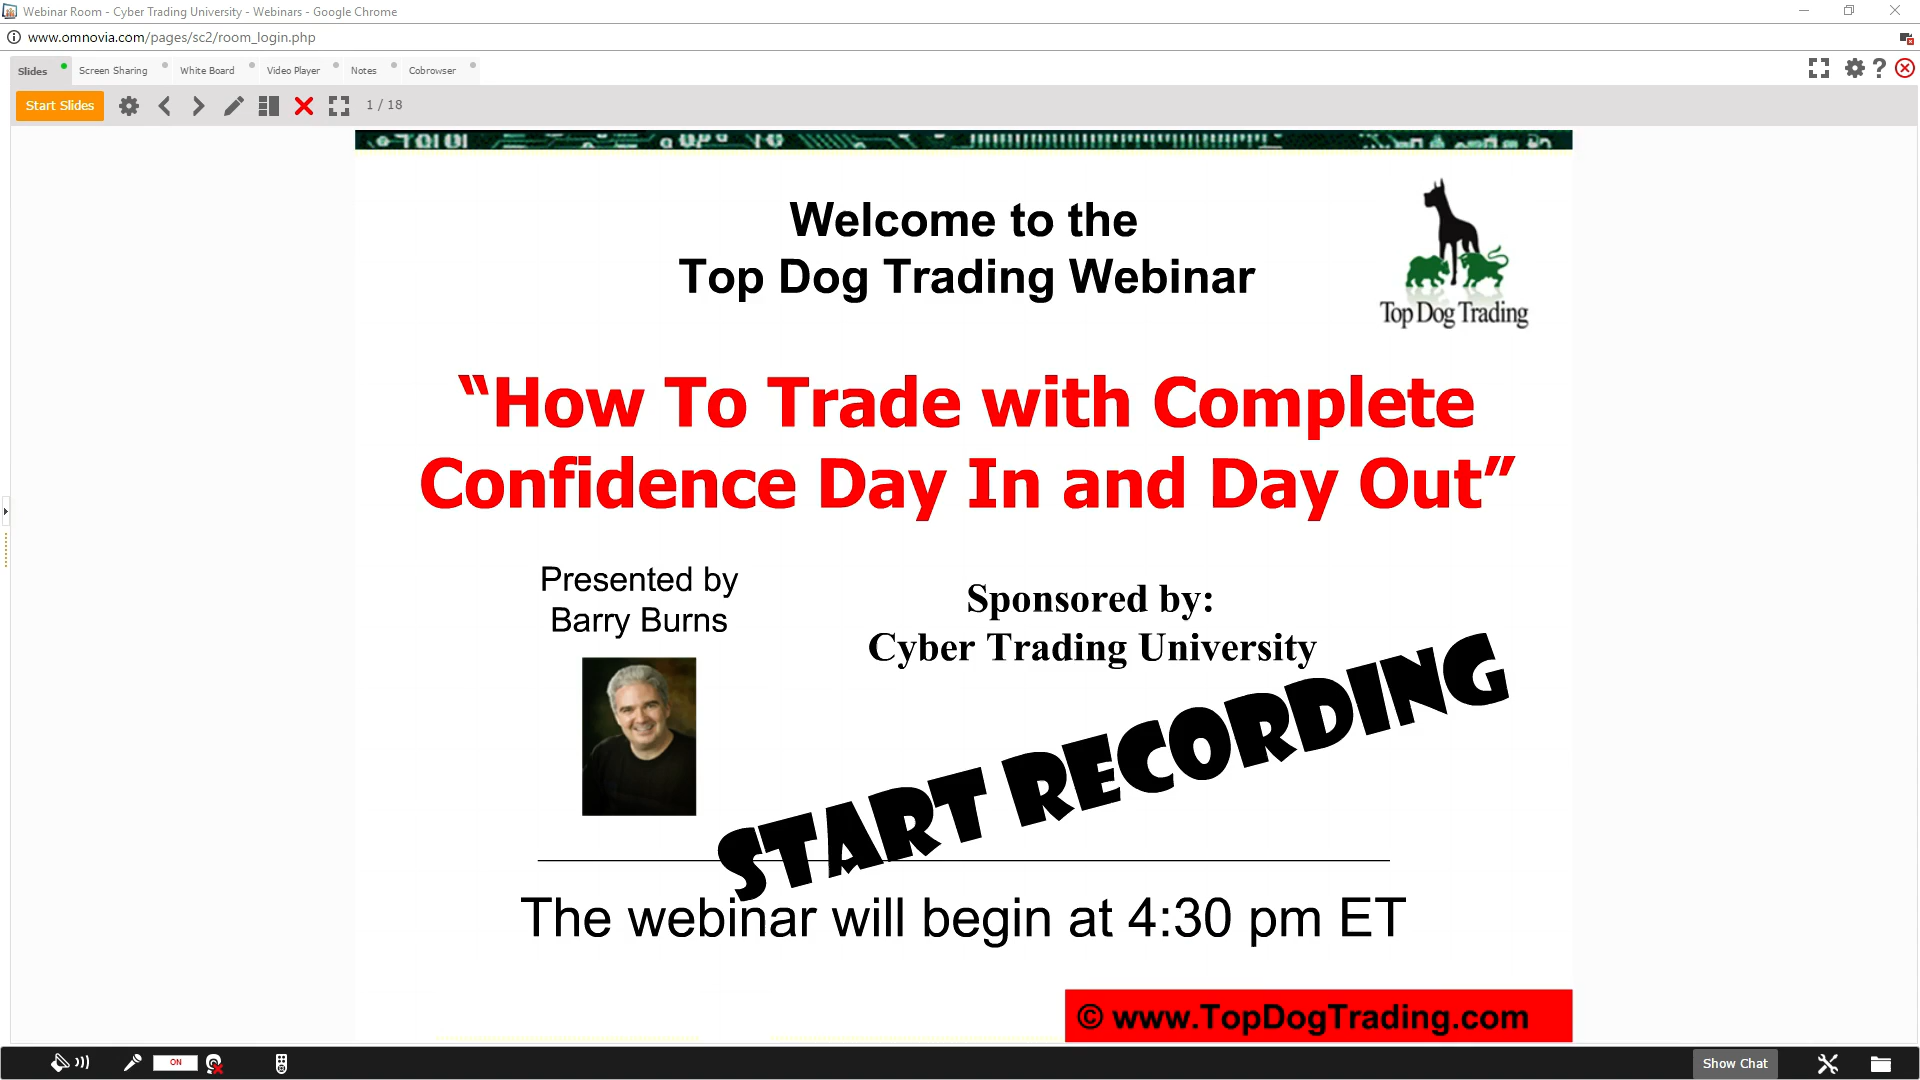 Webinar Room - Cyber Trading University - Webinars - Google Chrome
www.omnovia.com/pages/sc2/room_login.php
Slides Screen Sharing White Board Video Player Notes Cobrowser
Start Slides 1 / 18
Welcome to the
Top Dog Trading Webinar
Top Dog Trading
“How To Trade with Complete
Confidence Day In and Day Out”
Presented by
Barry Burns
Sponsored by:
Cyber Trading University
START RECORDING
The webinar will begin at 4:30 pm ET
© www.TopDogTrading.com
ON
Show Chat